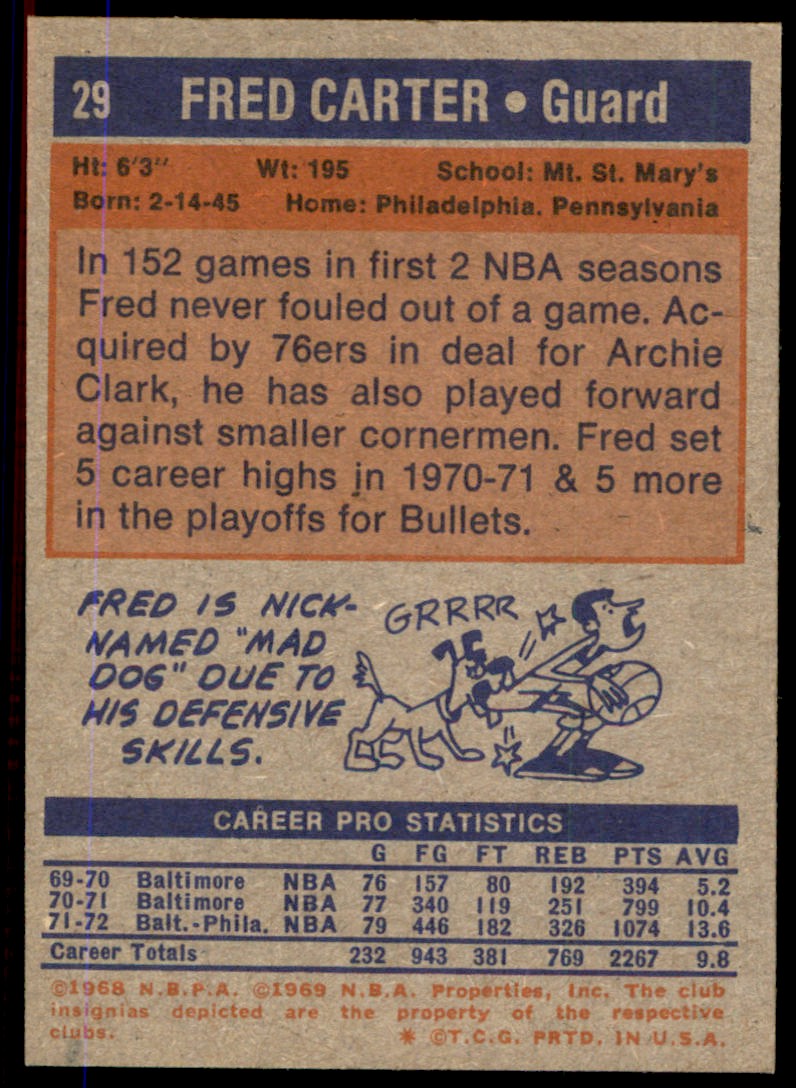 29 FRED CARTER • Guard
Ht: 6'3" Wt: 195 School: Mt. St. Mary's
Born: 2-14-45 Home: Philadelphia. Pennsylvania
In 152 games in first 2 NBA seasons
Fred never fouled out of a game. Ac-
quired by 76ers in deal for Archie
Clark, he has also played forward
against smaller cornermen. Fred set
5 career highs in 1970-71 & 5 more
in the playoffs for Bullets.
FRED IS NICK-
NAMED "MAD
DOG" DUE TO
HIS DEFENSIVE
SKILLS.
GRRRR
CAREER PRO STATISTICS
G FG FT REB PTS AVG
69-70 Baltimore NBA 76 157 80 192 394 5.2
70-71 Baltimore NBA 77 340 119 251 799 10.4
71-72 Balt.-Phila. NBA 79 446 182 326 1074 13.6
Career Totals 232 943 381 769 2267 9.8
©1968 N.B.P.A. ©1969 N.B.A. Properties, Inc. The club
insignias depicted are the property of the respective
clubs. * ©T.C.G. PRTD. IN U.S.A.